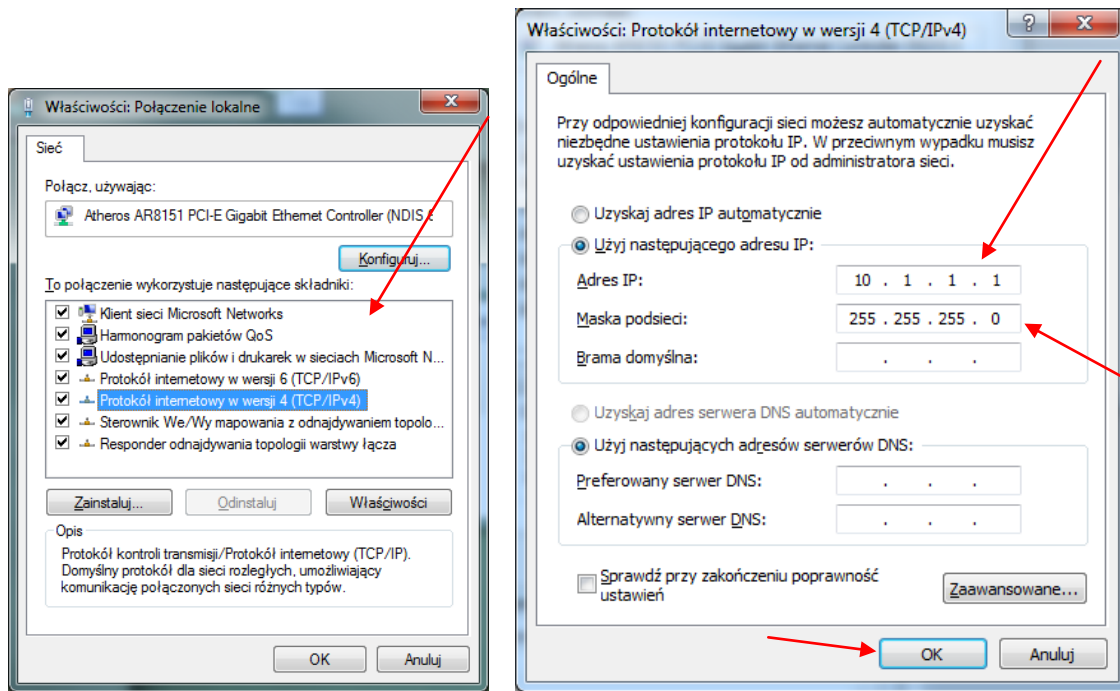 Właściwości: Połączenie lokalne
Sieć
Połącz, używając:
Atheros AR8151 PCI-E Gigabit Ethernet Controller (NDIS
Konfiguruj...
To połączenie wykorzystuje następujące składniki:
Klient sieci Microsoft Networks
Harmonogram pakietów QoS
Udostępnianie plików i drukarek w sieciach Microsoft N...
Protokół internetowy w wersji 6 (TCP/IPv6)
Protokół internetowy w wersji 4 (TCP/IPv4)
Sterownik We/Wy mapowania z odnajdywaniem topolo...
Responder odnajdywania topologii warstwy łącza
Zainstaluj...
Odinstaluj
Właściwości
Opis
Protokół kontroli transmisji/Protokół internetowy (TCP/IP).
Domyślny protokół dla sieci rozległych, umożliwiający
komunikację połączonych sieci różnych typów.
OK
Anuluj
Właściwości: Protokół internetowy w wersji 4 (TCP/IPv4)
Ogólne
Przy odpowiedniej konfiguracji sieci możesz automatycznie uzyskać
niezbędne ustawienia protokołu IP. W przeciwnym wypadku musisz
uzyskać ustawienia protokołu IP od administratora sieci.
Uzyskaj adres IP automatycznie
Użyj następującego adresu IP:
Adres IP: 10 . 1 . 1 . 1
Maska podsieci: 255 . 255 . 255 . 0
Brama domyślna: . . .
Uzyskaj adres serwera DNS automatycznie
Użyj następujących adresów serwerów DNS:
Preferowany serwer DNS: . . .
Alternatywny serwer DNS: . . .
Sprawdź przy zakończeniu poprawność
ustawień
Zaawansowane...
OK
Anuluj